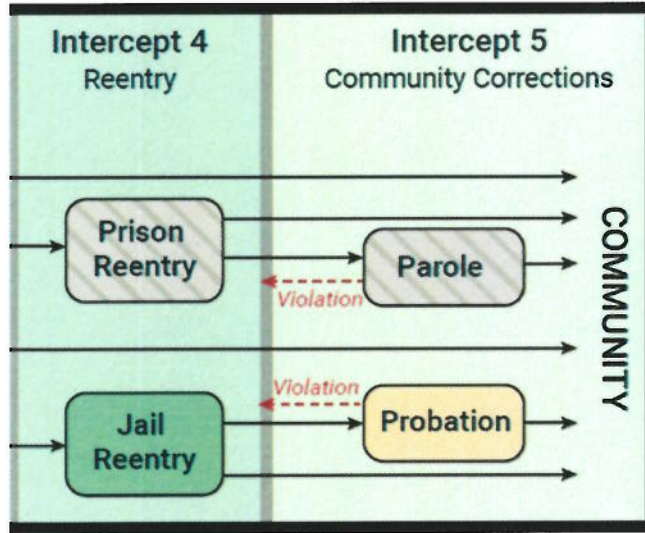 Intercept 4
Reentry
Intercept 5
Community Corrections
Prison
Reentry
Parole
Violation
COMMUNITY
Violation
Jail
Reentry
Probation